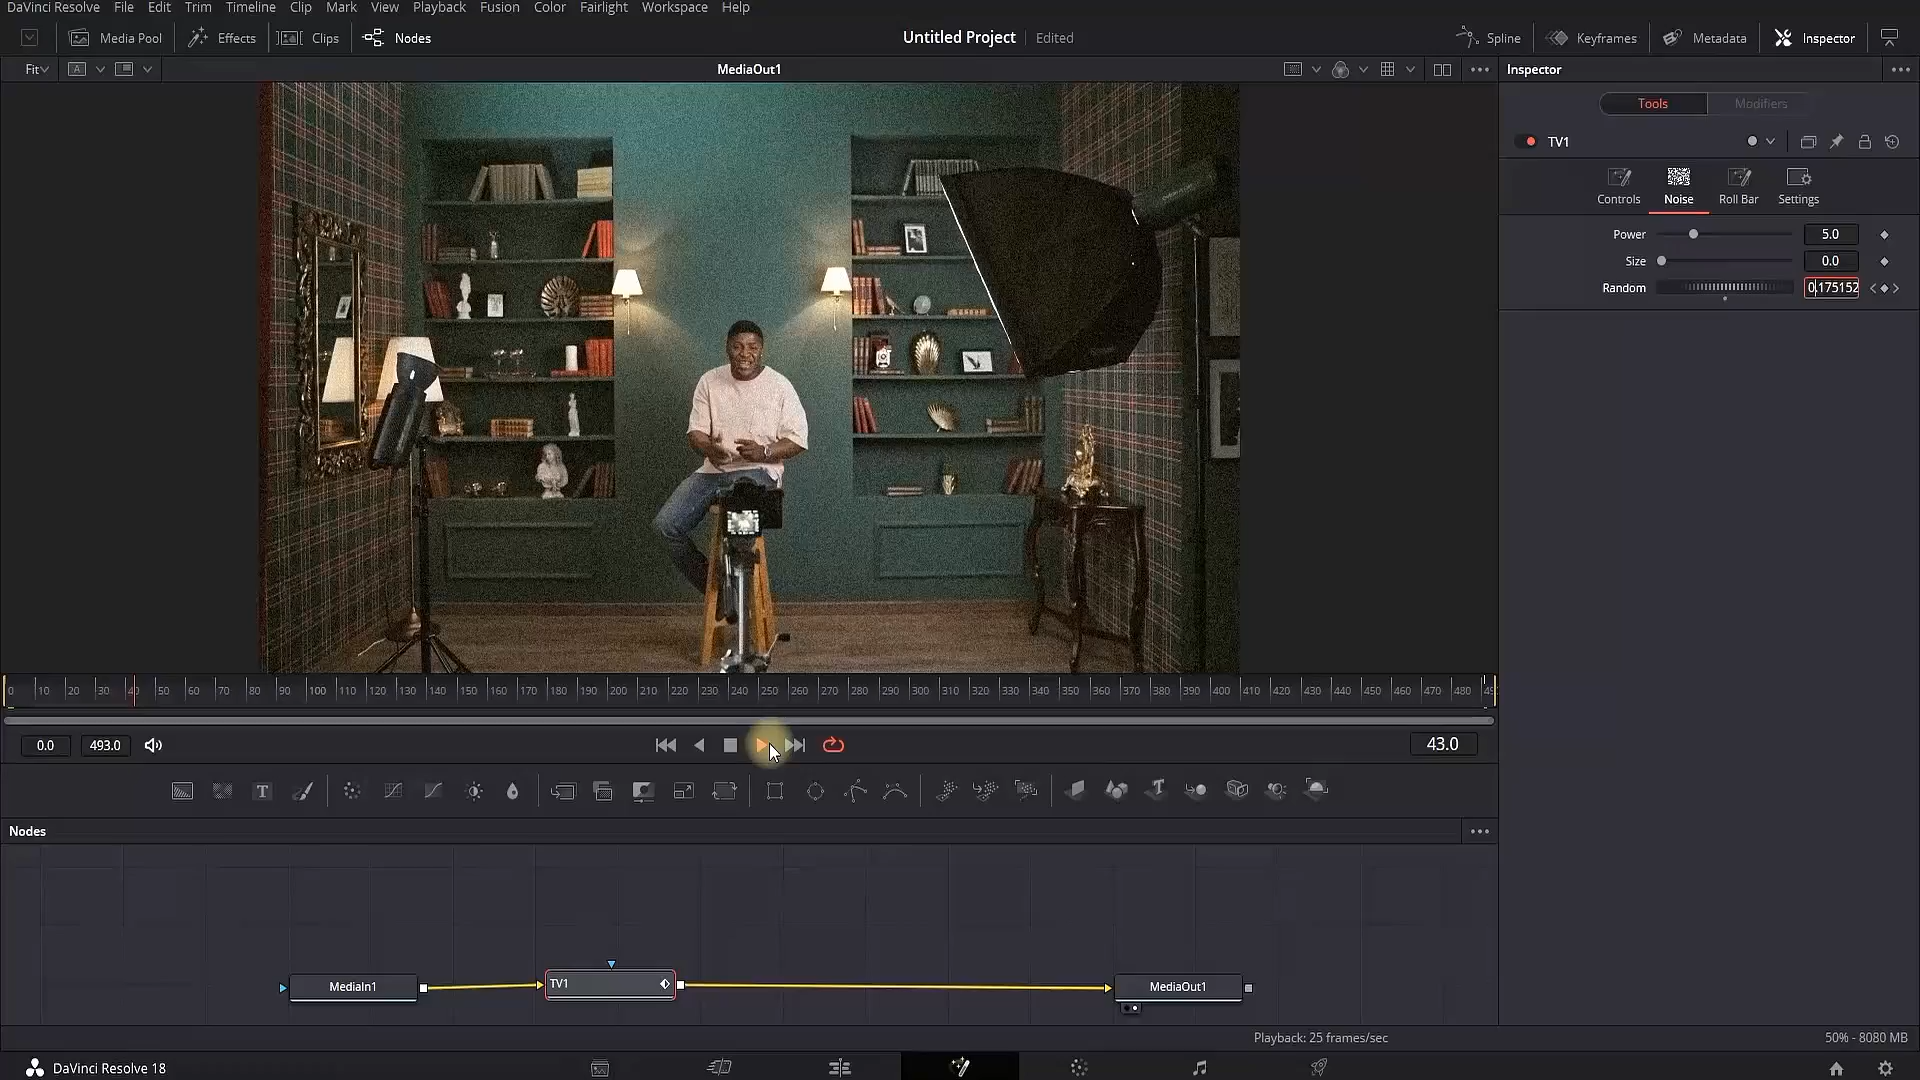 DaVinci Resolve File Edit Trim Timeline Clip Mark View Playback Fusion Color Fairlight Workspace Help
Media Pool Effects Clips Nodes Untitled Project Edited Spline Keyframes Metadata Inspector
Fit A MediaOut1 Inspector
Tools Modifiers
TV1
Controls Noise Roll Bar Settings
Power 5.0
Size 0.0
Random 0.175152
0 10 20 30 50 60 70 80 90 100 110 120 130 140 150 160 170 180 190 200 210 220 230 240 250 260 270 280 290 300 310 320 330 340 350 360 370 380 390 400 410 420 430 440 450 460 470 480
0.0 493.0 43.0
T
Nodes
MediaIn1 TV1 MediaOut1
Playback: 25 frames/sec 50% - 8080 MB
DaVinci Resolve 18